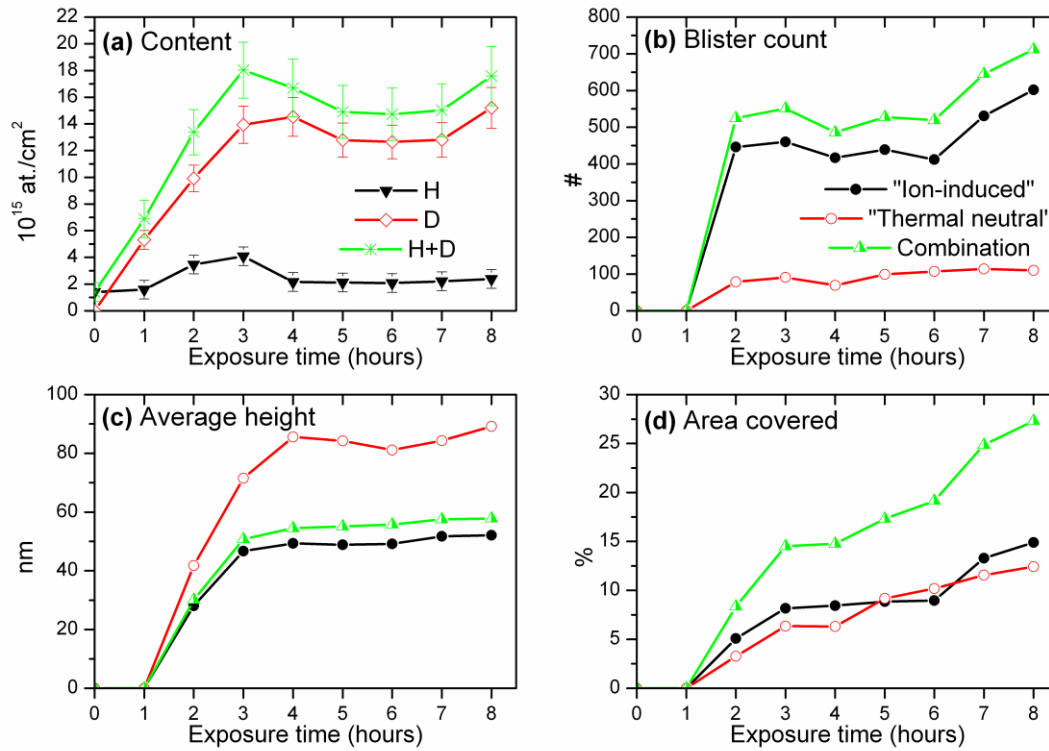 (a) Content
22
20
18
16
14
12
10
8
6
4
2
0
10¹⁵ at./cm²
H
D
H+D
0 1 2 3 4 5 6 7 8
Exposure time (hours)
(b) Blister count
800
700
600
500
400
300
200
100
0
#
"Ion-induced"
"Thermal neutral"
Combination
0 1 2 3 4 5 6 7 8
Exposure time (hours)
(c) Average height
100
80
60
40
20
0
nm
0 1 2 3 4 5 6 7 8
Exposure time (hours)
(d) Area covered
30
25
20
15
10
5
0
%
0 1 2 3 4 5 6 7 8
Exposure time (hours)